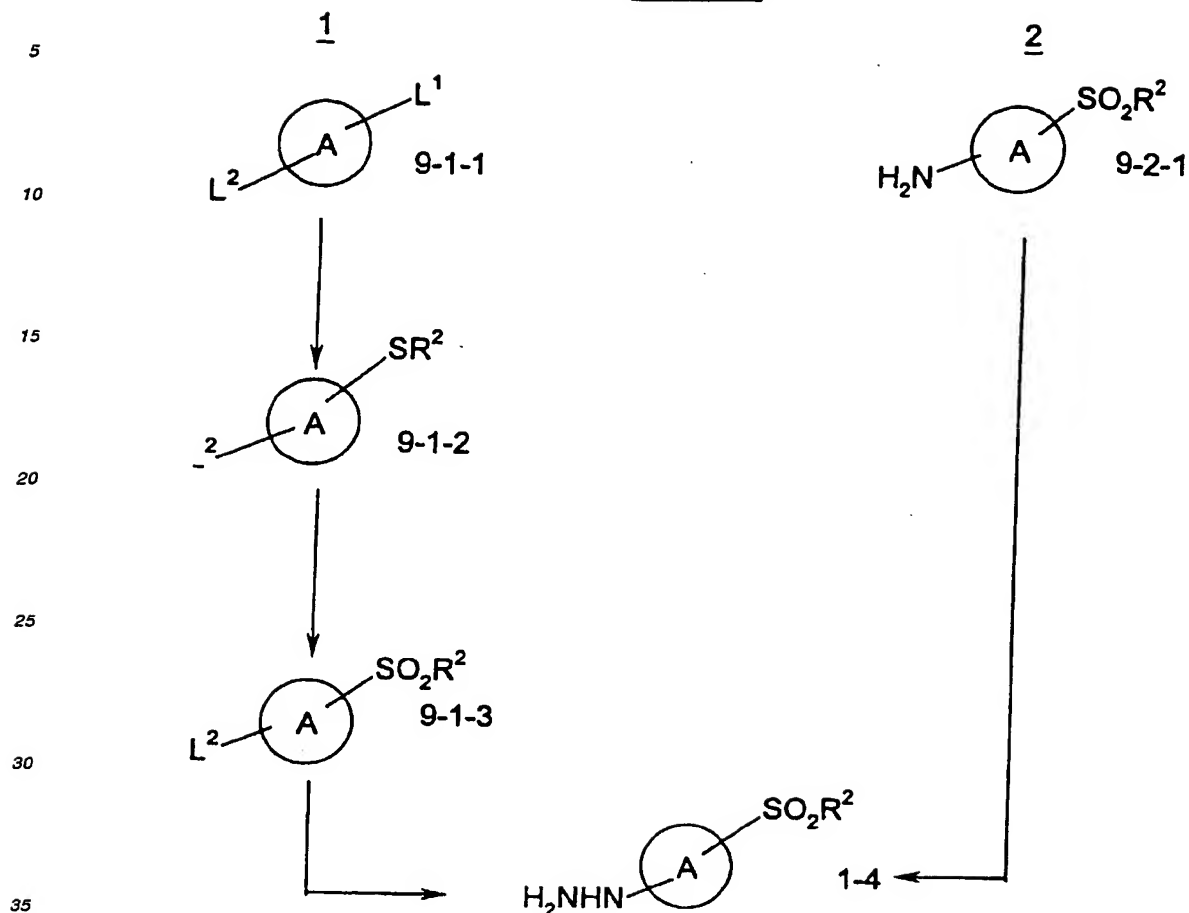 1
2
5
L¹
SO₂R²
A
A
9-1-1
9-2-1
L²
H₂N
10
15
SR²
A
-²
9-1-2
20
25
SO₂R²
A
9-1-3
L²
30
SO₂R²
A
1-4
H₂NHN
35